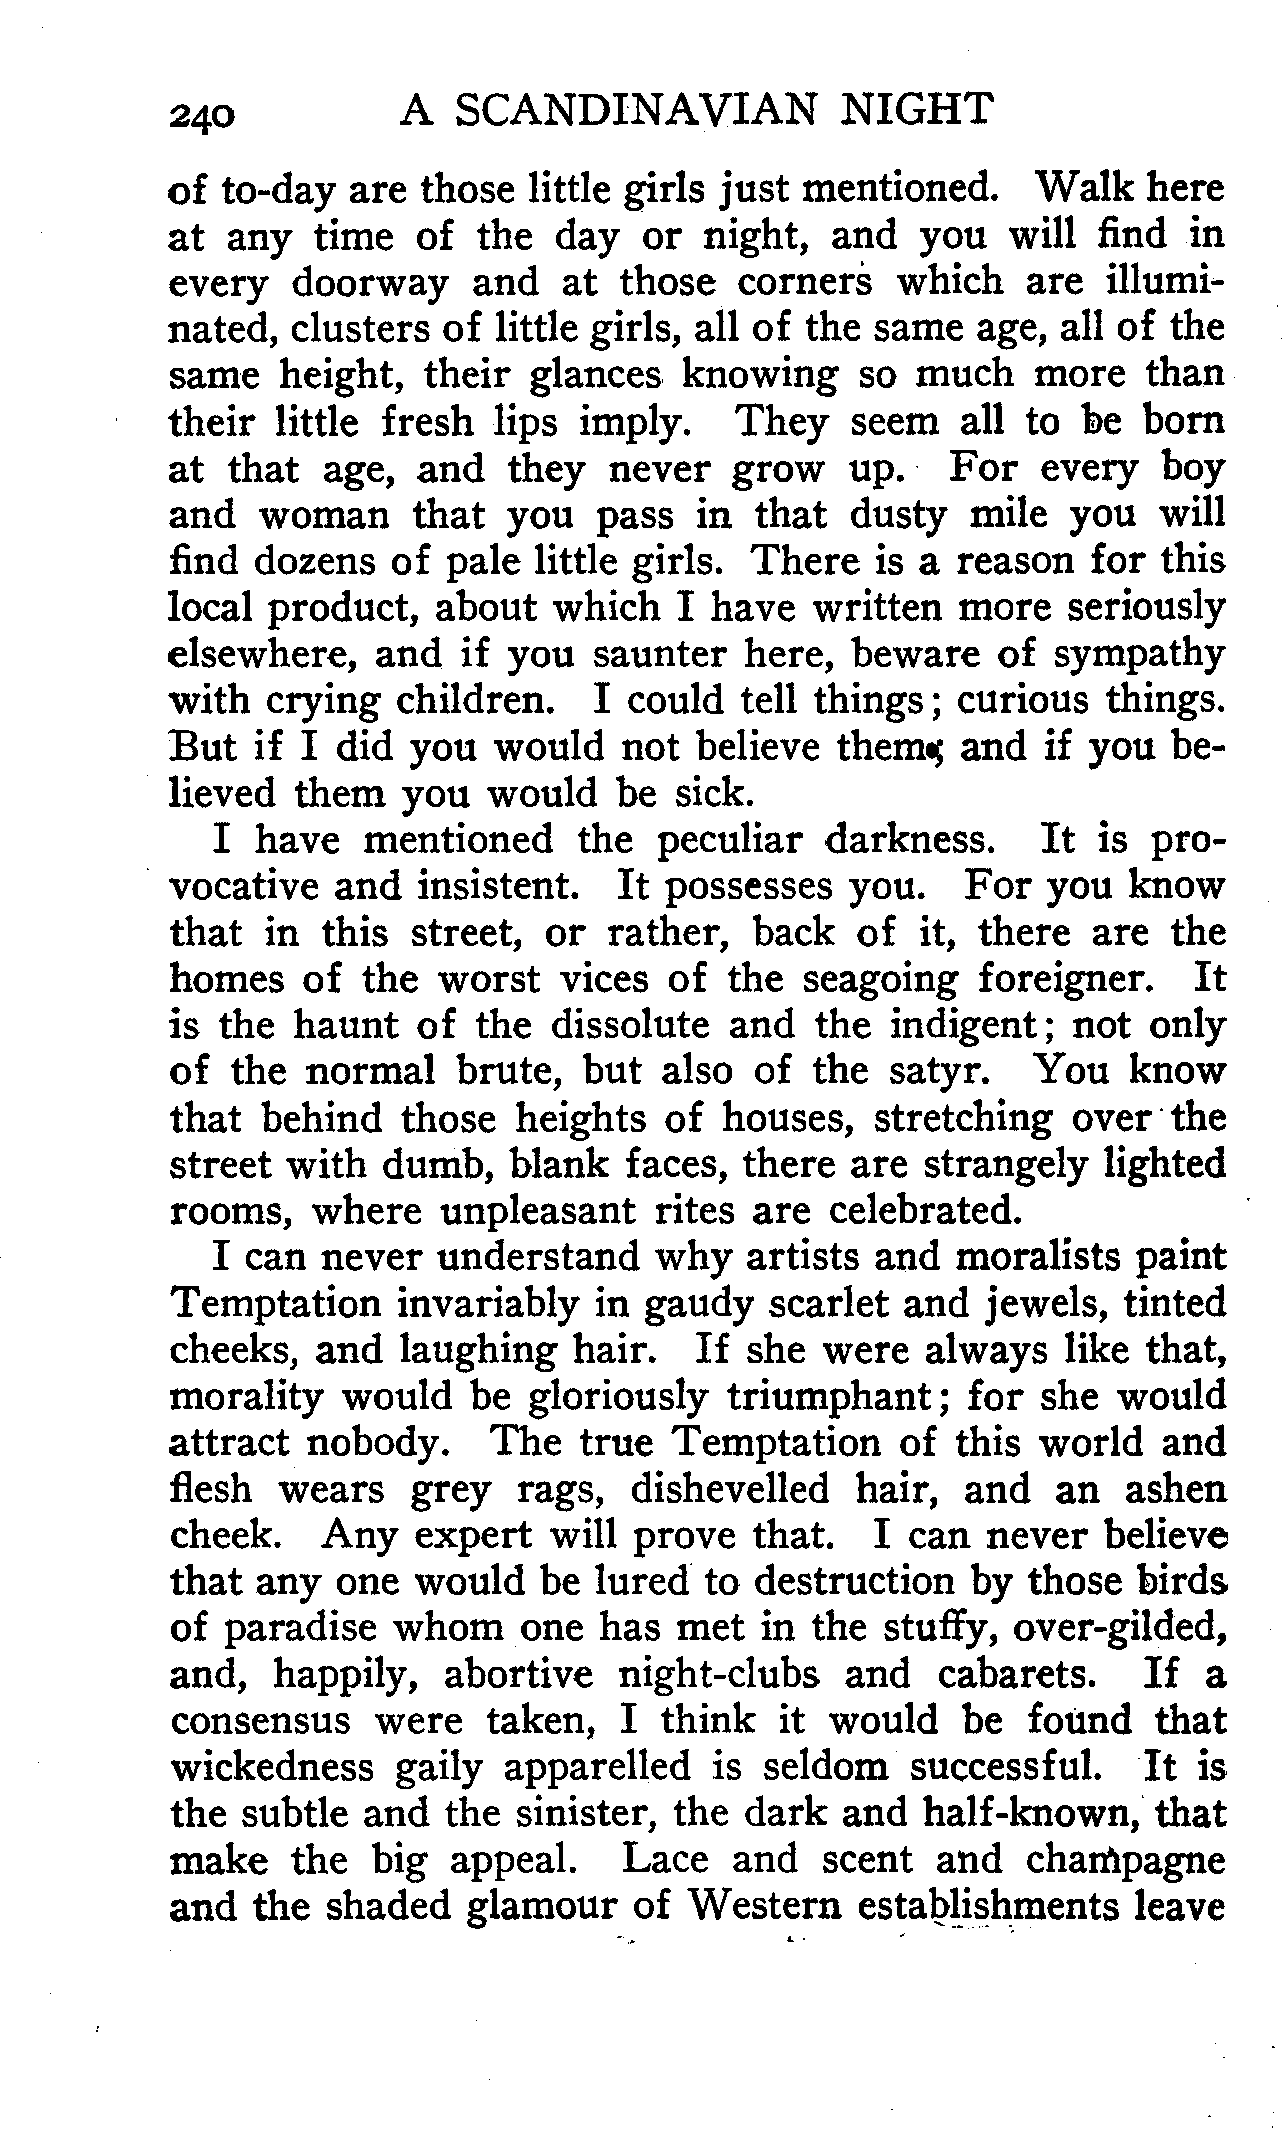 240 A SCANDINAVIAN NIGHT
of to-day are those little girls just mentioned. Walk here
at any time of the day or night, and you will find in
every doorway and at those corners which are illumi-
nated, clusters of little girls, all of the same age, all of the
same height, their glances knowing so much more than
their little fresh lips imply. They seem all to be born
at that age, and they never grow up. For every boy
and woman that you pass in that dusty mile you will
find dozens of pale little girls. There is a reason for this
local product, about which I have written more seriously
elsewhere, and if you saunter here, beware of sympathy
with crying children. I could tell things; curious things.
But if I did you would not believe them; and if you be-
lieved them you would be sick.
I have mentioned the peculiar darkness. It is pro-
vocative and insistent. It possesses you. For you know
that in this street, or rather, back of it, there are the
homes of the worst vices of the seagoing foreigner. It
is the haunt of the dissolute and the indigent; not only
of the normal brute, but also of the satyr. You know
that behind those heights of houses, stretching over the
street with dumb, blank faces, there are strangely lighted
rooms, where unpleasant rites are celebrated.
I can never understand why artists and moralists paint
Temptation invariably in gaudy scarlet and jewels, tinted
cheeks, and laughing hair. If she were always like that,
morality would be gloriously triumphant; for she would
attract nobody. The true Temptation of this world and
flesh wears grey rags, dishevelled hair, and an ashen
cheek. Any expert will prove that. I can never believe
that any one would be lured to destruction by those birds
of paradise whom one has met in the stuffy, over-gilded,
and, happily, abortive night-clubs and cabarets. If a
consensus were taken, I think it would be found that
wickedness gaily apparelled is seldom successful. It is
the subtle and the sinister, the dark and half-known, that
make the big appeal. Lace and scent and champagne
and the shaded glamour of Western establishments leave